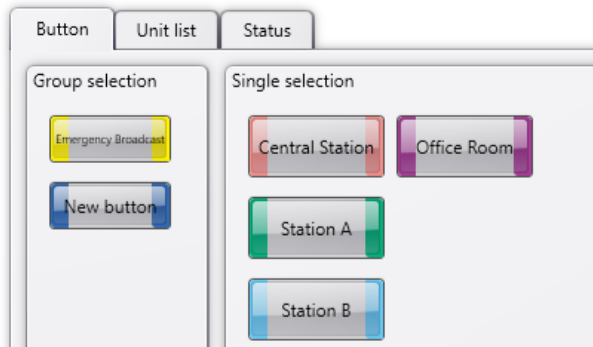 Button
Unit list
Status
Group selection
Single selection
Emergency Broadcast
Central Station
Office Room
New button
Station A
Station B